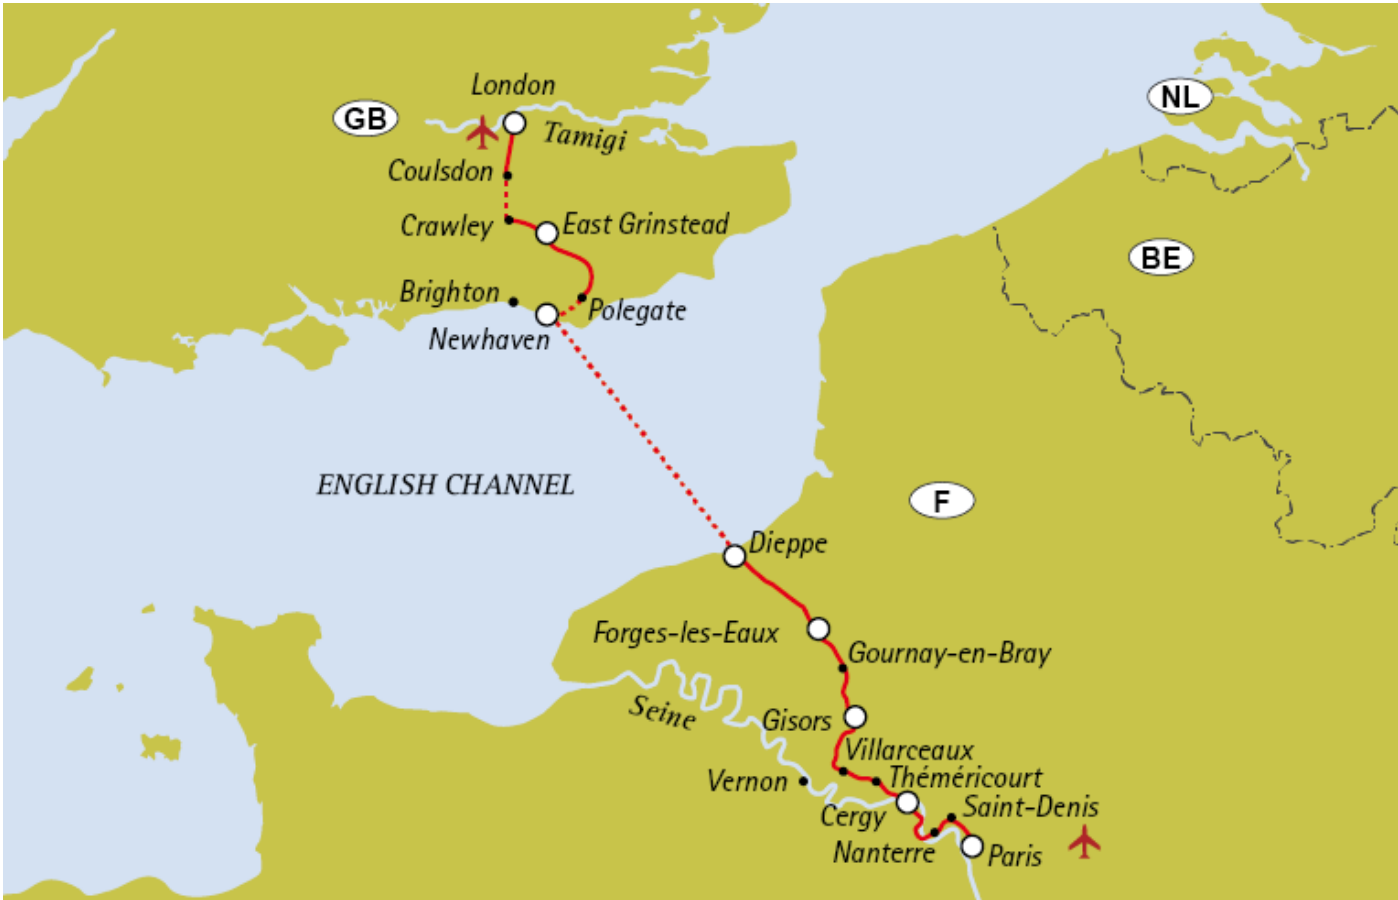 London
GB
NL
Tamigi
Coulsdon
Crawley
East Grinstead
BE
Brighton
Polegate
Newhaven
ENGLISH CHANNEL
F
Dieppe
Forges-les-Eaux
Gournay-en-Bray
Seine
Gisors
Villarceaux
Vernon
Théméricourt
Cergy
Saint-Denis
Nanterre
Paris